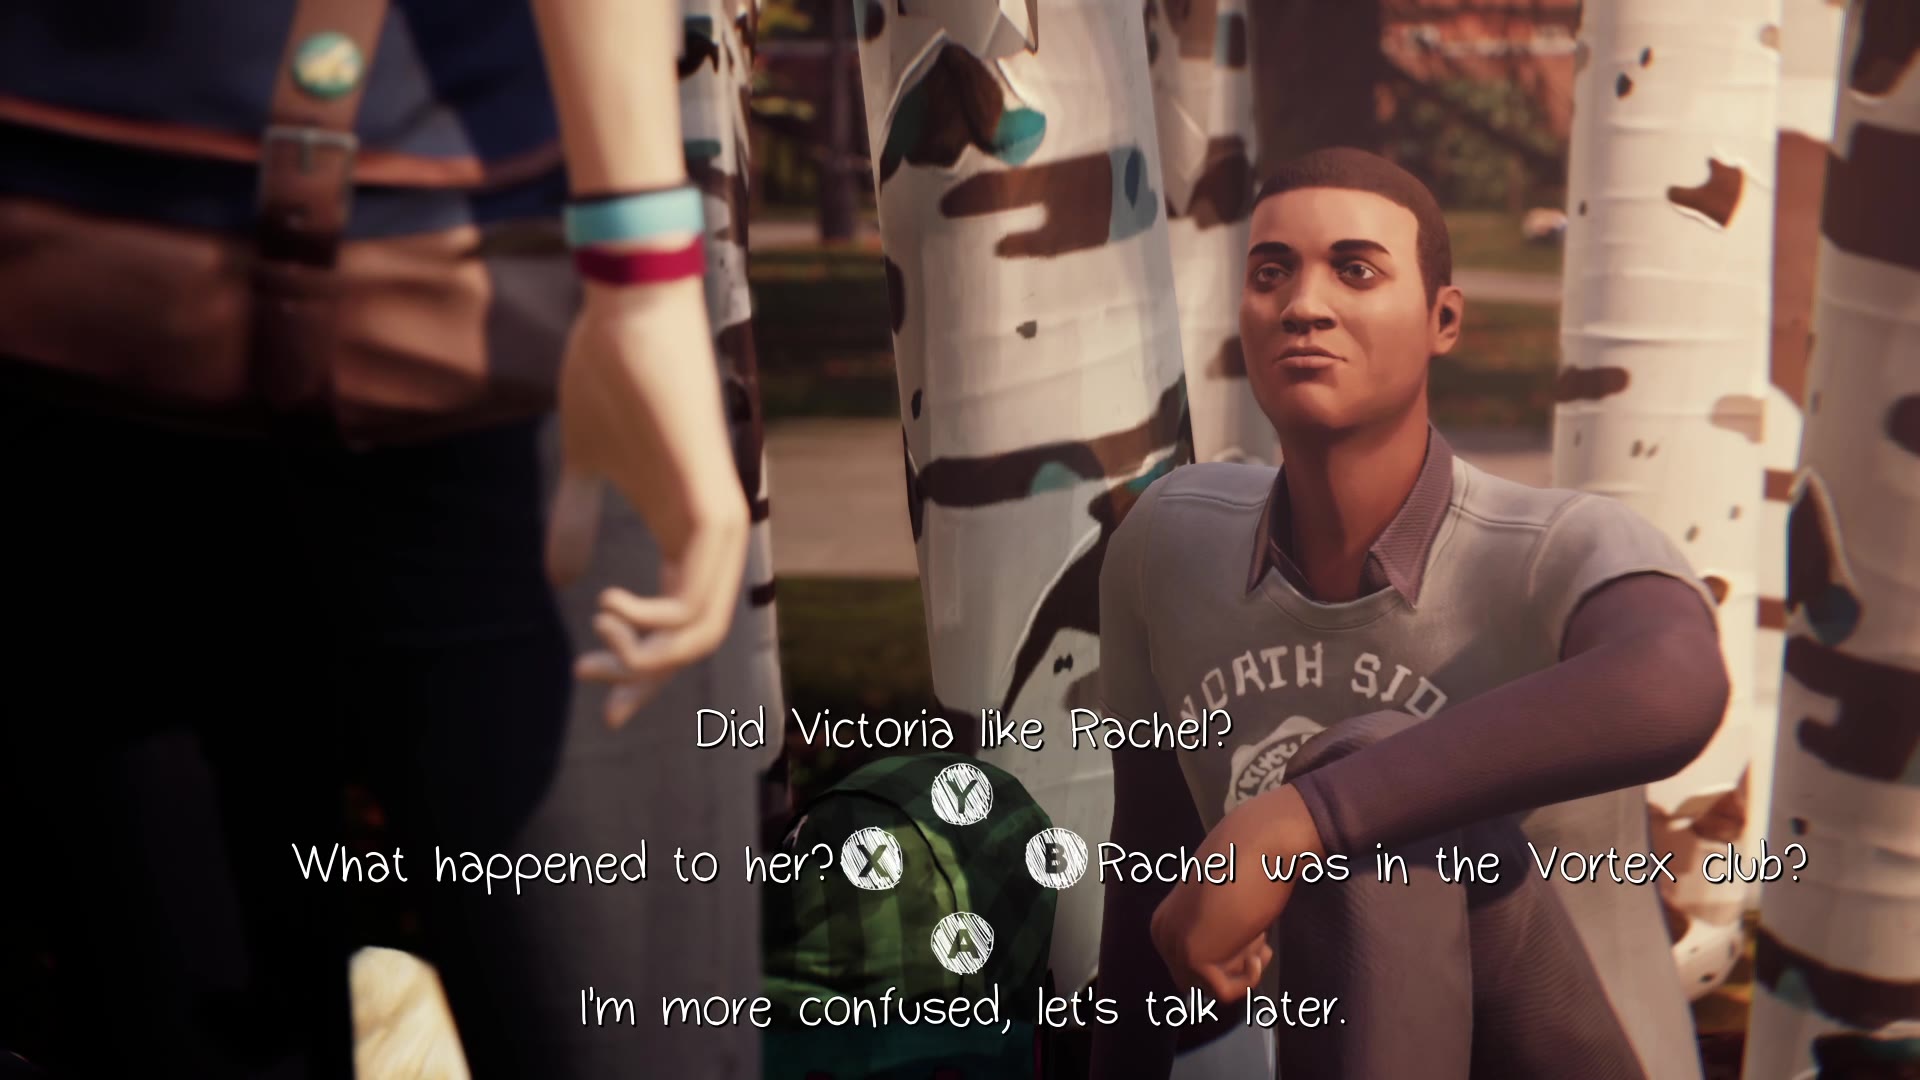 NORTH SID
Did Victoria like Rachel?
Y
What happened to her?
X
B
Rachel was in the Vortex club?
A
I'm more confused, let's talk later.